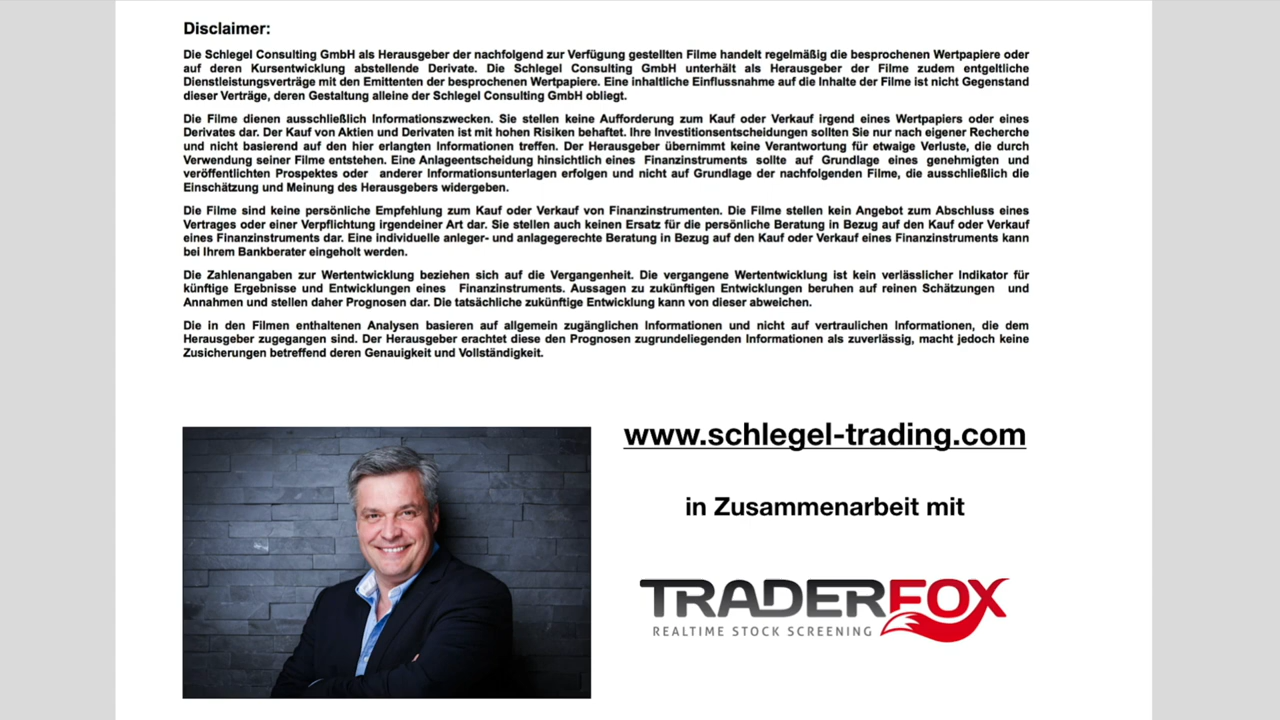 Disclaimer:
Die Schlegel Consulting GmbH als Herausgeber der nachfolgend zur Verfügung gestellten Filme handelt regelmäßig die besprochenen Wertpapiere oder
auf deren Kursentwicklung abstellende Derivate. Die Schlegel Consulting GmbH unterhält als Herausgeber der Filme zudem entgeltliche
Dienstleistungsverträge mit den Emittenten der besprochenen Wertpapiere. Eine inhaltliche Einflussnahme auf die Inhalte der Filme ist nicht Gegenstand
dieser Verträge, deren Gestaltung alleine der Schlegel Consulting GmbH obliegt.
Die Filme dienen ausschließlich Informationszwecken. Sie stellen keine Aufforderung zum Kauf oder Verkauf irgend eines Wertpapiers oder eines
Derivates dar. Der Kauf von Aktien und Derivaten ist mit hohen Risiken behaftet. Ihre Investitionsentscheidungen sollten Sie nur nach eigener Recherche
und nicht basierend auf den hier erlangten Informationen treffen. Der Herausgeber übernimmt keine Verantwortung für etwaige Verluste, die durch
Verwendung seiner Filme entstehen. Eine Anlageentscheidung hinsichtlich eines Finanzinstruments sollte auf Grundlage eines genehmigten und
veröffentlichten Prospektes oder anderer Informationsunterlagen erfolgen und nicht auf Grundlage der nachfolgenden Filme, die ausschließlich die
Einschätzung und Meinung des Herausgebers widergeben.
Die Filme sind keine persönliche Empfehlung zum Kauf oder Verkauf von Finanzinstrumenten. Die Filme stellen kein Angebot zum Abschluss eines
Vertrages oder einer Verpflichtung irgendeiner Art dar. Sie stellen auch keinen Ersatz für die persönliche Beratung in Bezug auf den Kauf oder Verkauf
eines Finanzinstruments dar. Eine individuelle anleger- und anlagegerechte Beratung in Bezug auf den Kauf oder Verkauf eines Finanzinstruments kann
bei Ihrem Bankberater eingeholt werden.
Die Zahlenangaben zur Wertentwicklung beziehen sich auf die Vergangenheit. Die vergangene Wertentwicklung ist kein verlässlicher Indikator für
künftige Ergebnisse und Entwicklungen eines Finanzinstruments. Aussagen zu zukünftigen Entwicklungen beruhen auf reinen Schätzungen und
Annahmen und stellen daher Prognosen dar. Die tatsächliche zukünftige Entwicklung kann von dieser abweichen.
Die in den Filmen enthaltenen Analysen basieren auf allgemein zugänglichen Informationen und nicht auf vertraulichen Informationen, die dem
Herausgeber zugegangen sind. Der Herausgeber erachtet diese den Prognosen zugrundeliegenden Informationen als zuverlässig, macht jedoch keine
Zusicherungen betreffend deren Genauigkeit und Vollständigkeit.
www.schlegel-trading.com
in Zusammenarbeit mit
TRADERFOX
REALTIME STOCK SCREENING